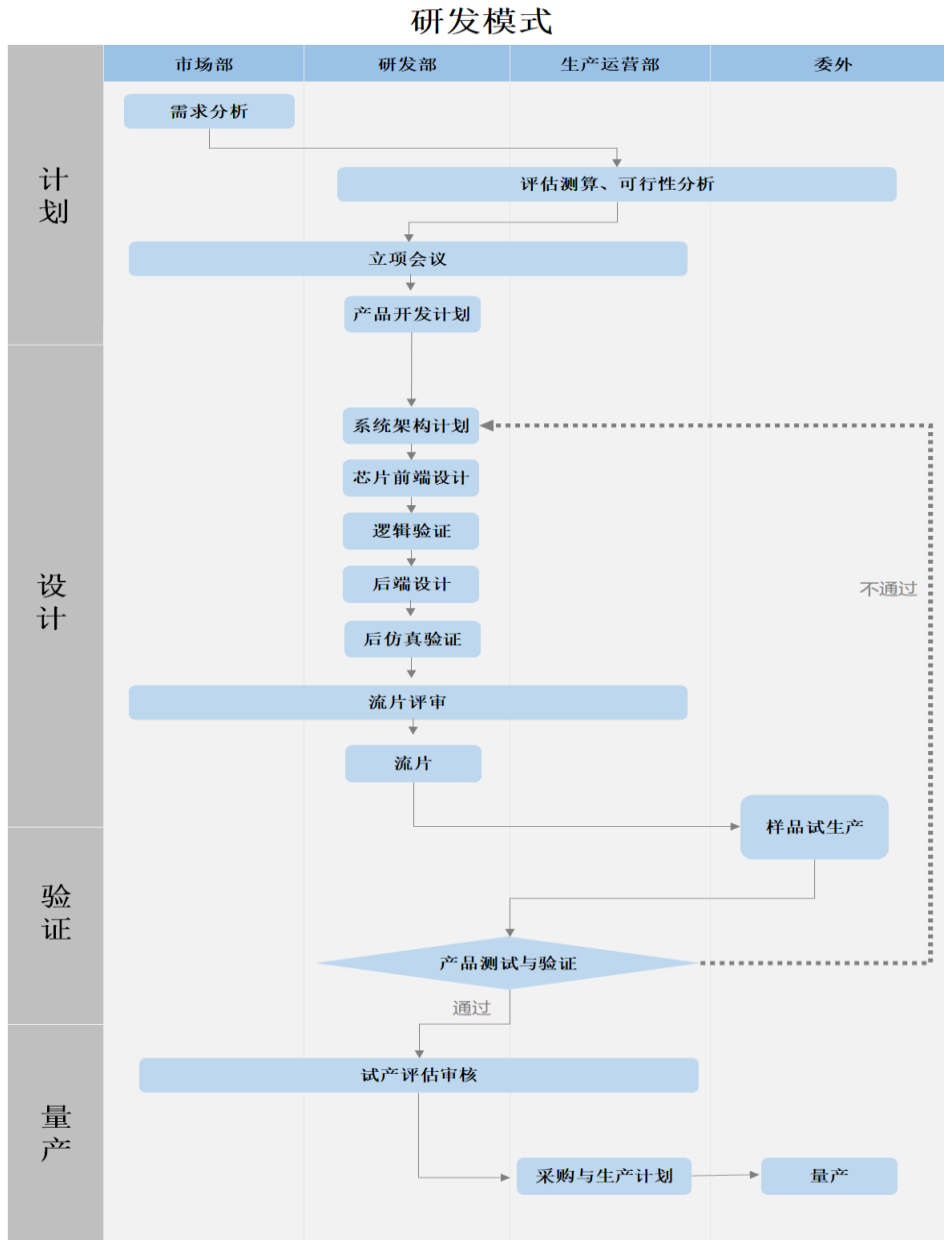 研发模式
市场部
研发部
生产运营部
委外
计划
需求分析
评估测算、可行性分析
立项会议
产品开发计划
设计
系统架构计划
芯片前端设计
逻辑验证
后端设计
不通过
后仿真验证
流片评审
流片
样品试生产
验证
产品测试与验证
通过
量产
试产评估审核
采购与生产计划
量产